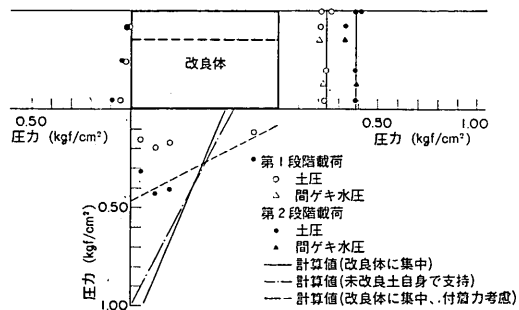 改良体
0.50
圧力 (kgf/cm²)
圧力 (kgf/cm²)
0.50
1.00
0.50
1.00
圧力 (kgf/cm²)
第1段階載荷
○ 土圧
△ 間ゲキ水圧
第2段階載荷
● 土圧
▲ 間ゲキ水圧
計算値(改良体に集中)
計算値(未改良土自身で支持)
計算値(改良体に集中、付着力考慮)